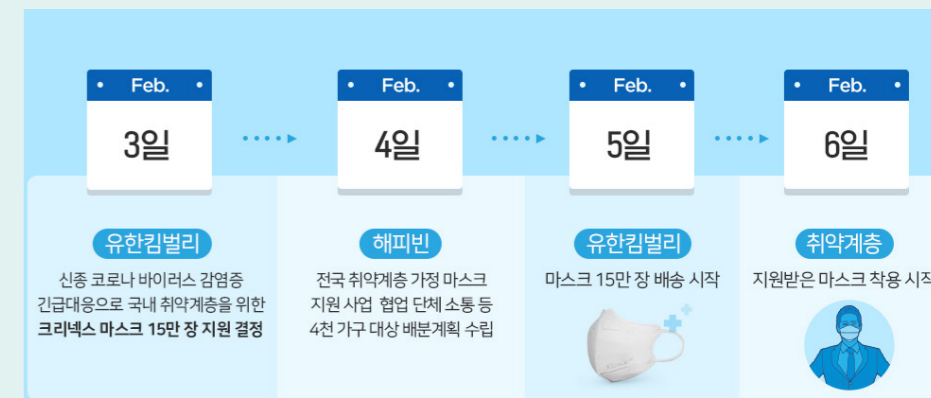 Feb.
3일
유한킴벌리
신종 코로나 바이러스 감염증
긴급대응으로 국내 취약계층을 위한
크리넥스 마스크 15만 장 지원 결정
Feb.
4일
해피빈
전국 취약계층 가정 마스크
지원 사업 협업 단체 소통 등
4천 가구 대상 배분계획 수립
Feb.
5일
유한킴벌리
마스크 15만 장 배송 시작
Feb.
6일
취약계층
지원받은 마스크 착용 시작